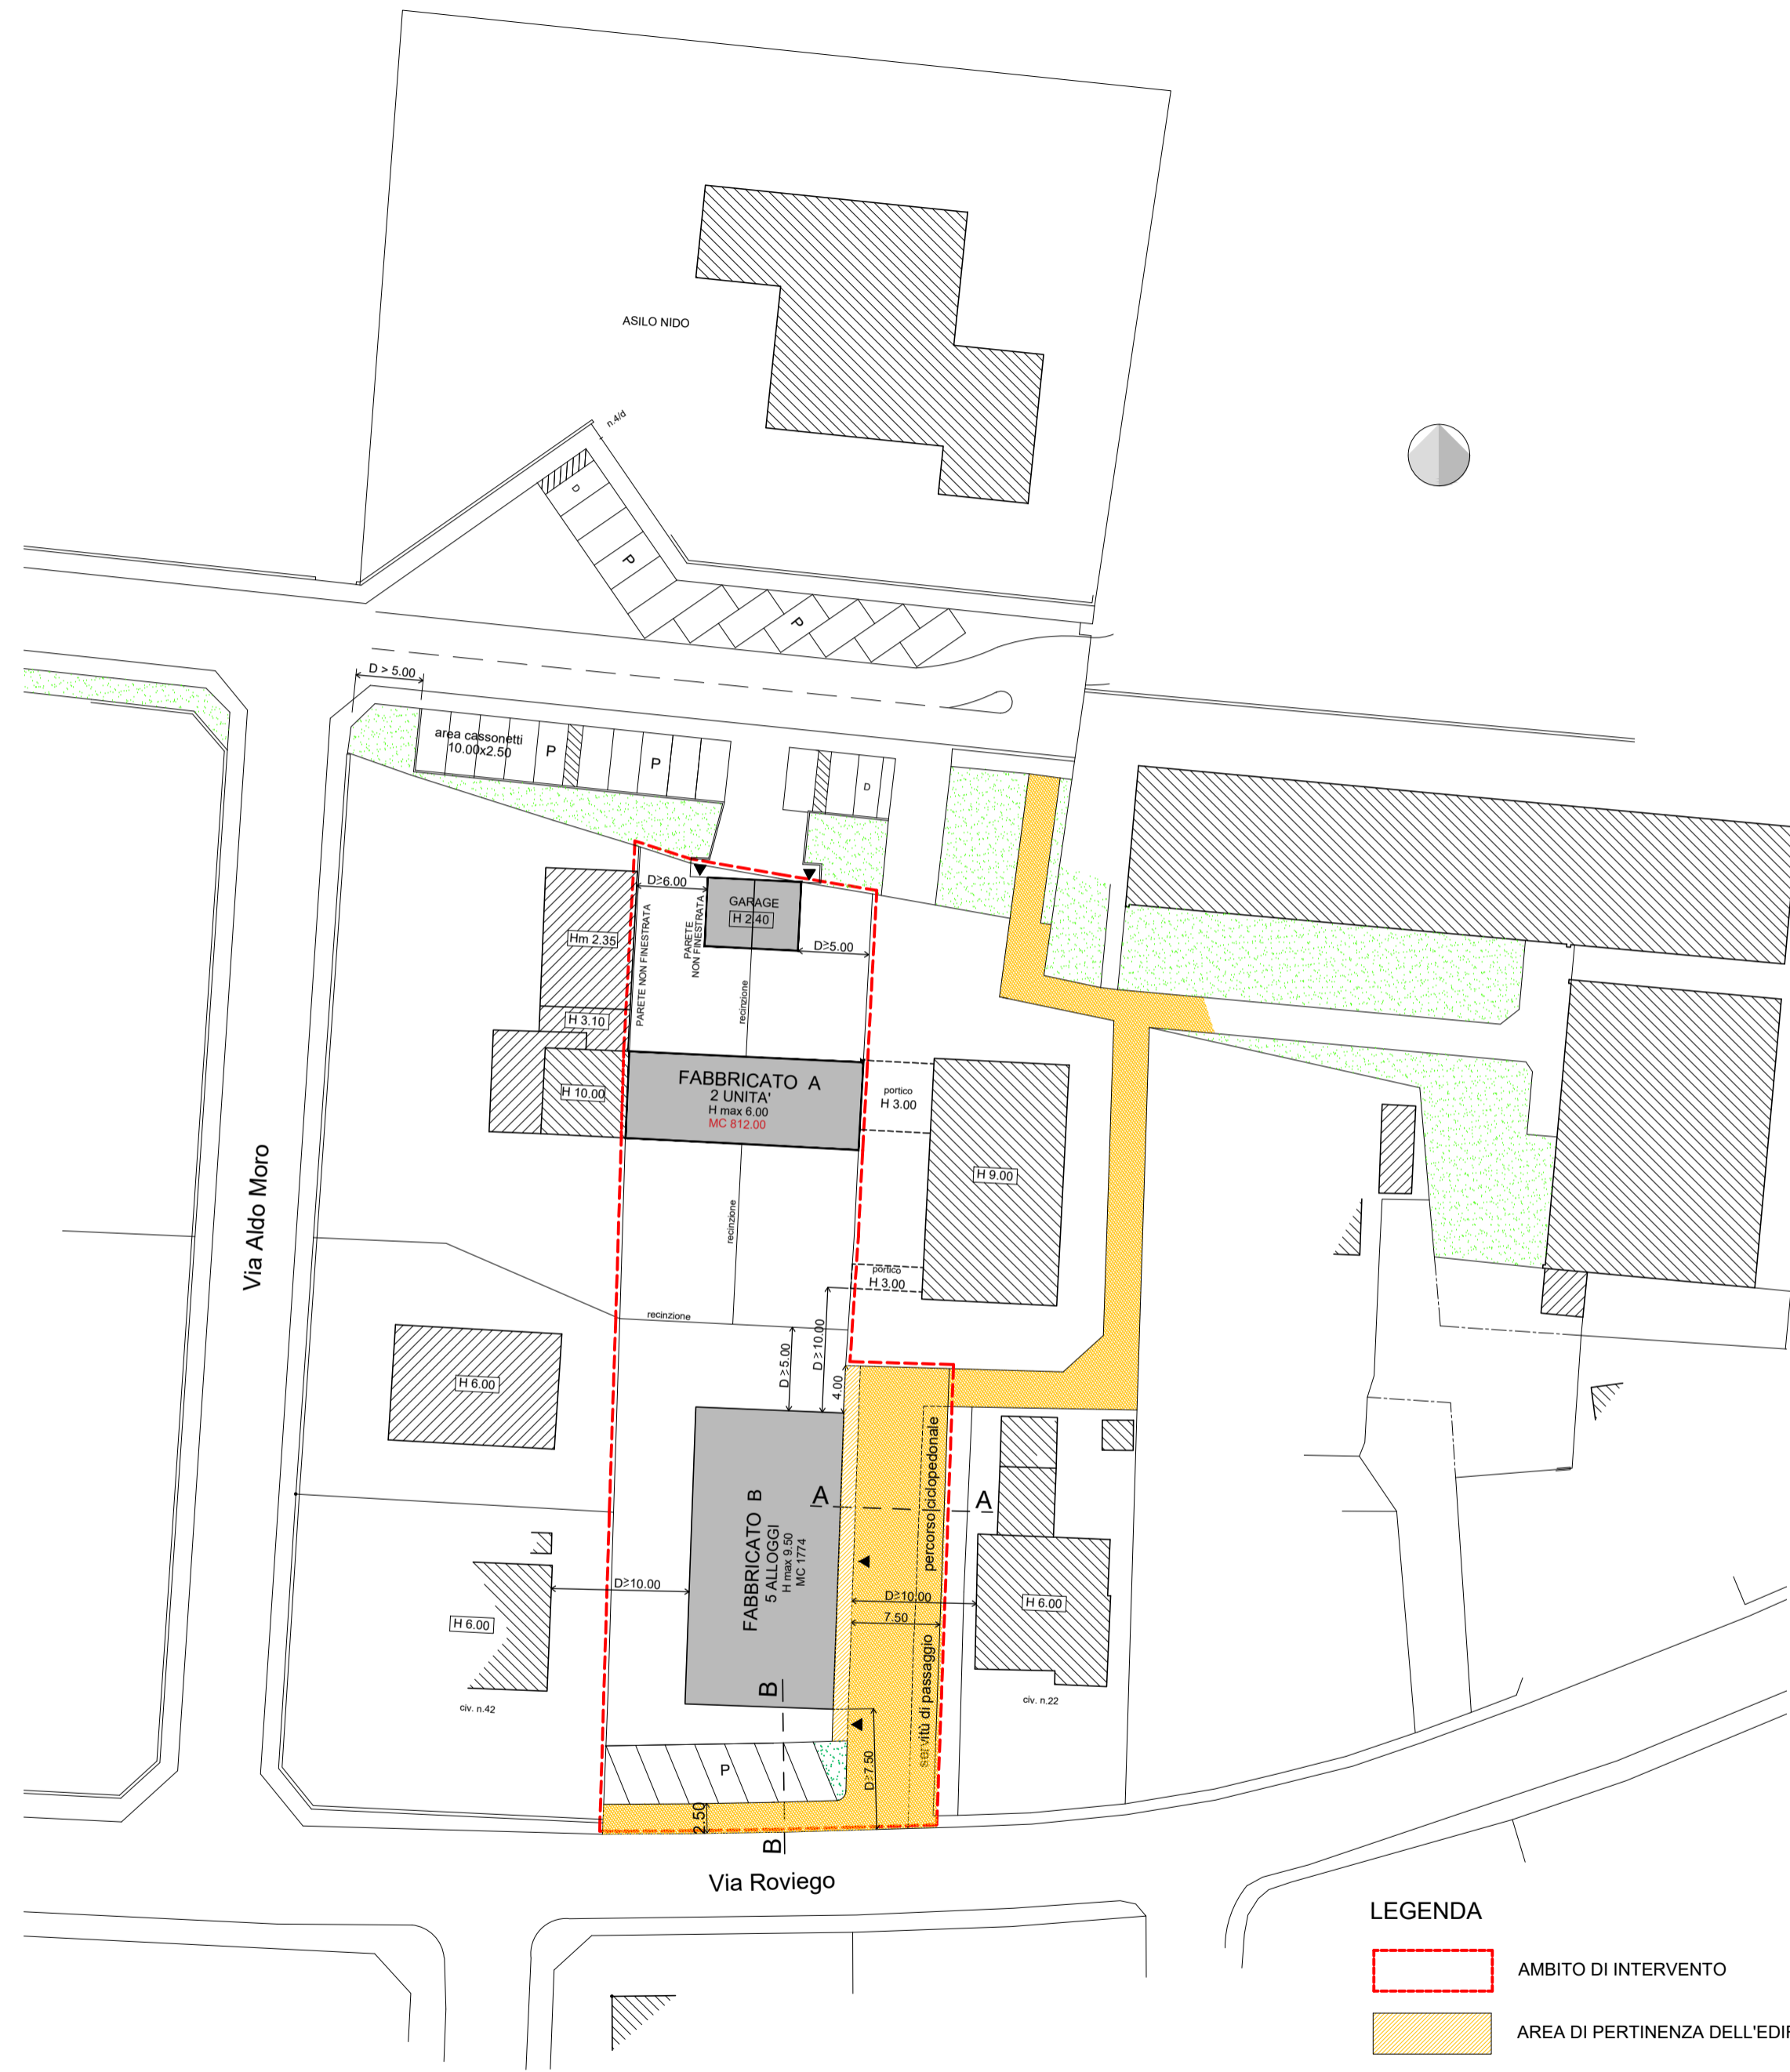 ASILO NIDO
n.4/d
D
P
P
D > 5.00
area cassonetti
10.00x2.50
P
P
D
D≥6.00
GARAGE
H 2.40
PARETE NON FINESTRATA
PARETE
NON FINESTRATA
D≥5.00
Hm 2.35
H 3.10
recinzione
H 10.00
FABBRICATO A
2 UNITA'
H max 6.00
MC 812.00
portico
H 3.00
H 9.00
Via Aldo Moro
recinzione
portico
H 3.00
recinzione
D ≥5.00
D ≥10.00
4.00
H 6.00
percorso ciclopedonale
A
A
FABBRICATO B
5 ALLOGGI
H max 9.50
MC 1774
D≥10.00
D≥10.00
7.50
H 6.00
H 6.00
servitù di passaggio
civ. n.42
civ. n.22
B
P
D≥7.50
2.50
B
Via Roviego
LEGENDA
AMBITO DI INTERVENTO
AREA DI PERTINENZA DELL'EDIF